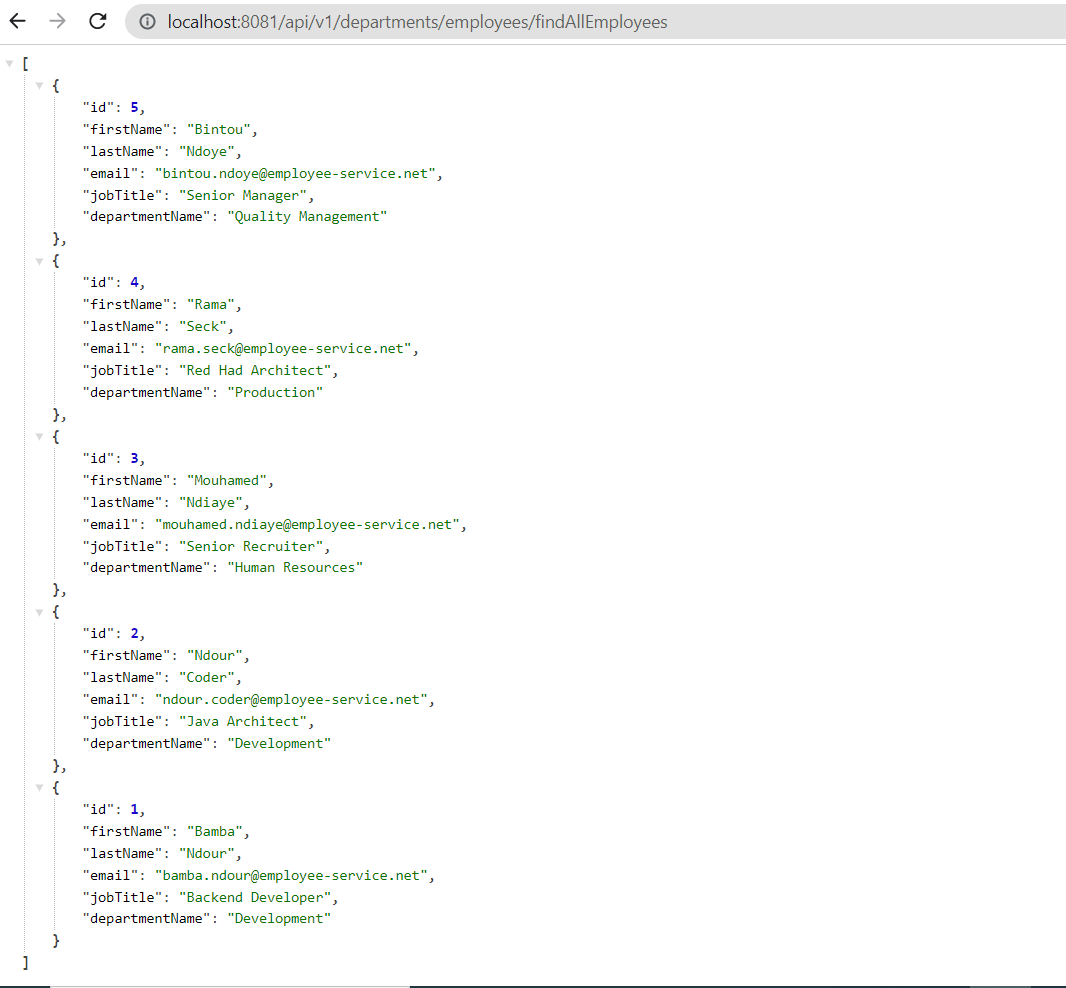 localhost:8081/api/v1/departments/employees/findAllEmployees
[
{
"id": 5,
"firstName": "Bintou",
"lastName": "Ndoye",
"email": "bintou.ndoye@employee-service.net",
"jobTitle": "Senior Manager",
"departmentName": "Quality Management"
},
{
"id": 4,
"firstName": "Rama",
"lastName": "Seck",
"email": "rama.seck@employee-service.net",
"jobTitle": "Red Had Architect",
"departmentName": "Production"
},
{
"id": 3,
"firstName": "Mouhamed",
"lastName": "Ndiaye",
"email": "mouhamed.ndiaye@employee-service.net",
"jobTitle": "Senior Recruiter",
"departmentName": "Human Resources"
},
{
"id": 2,
"firstName": "Ndour",
"lastName": "Coder",
"email": "ndour.coder@employee-service.net",
"jobTitle": "Java Architect",
"departmentName": "Development"
},
{
"id": 1,
"firstName": "Bamba",
"lastName": "Ndour",
"email": "bamba.ndour@employee-service.net",
"jobTitle": "Backend Developer",
"departmentName": "Development"
}
]